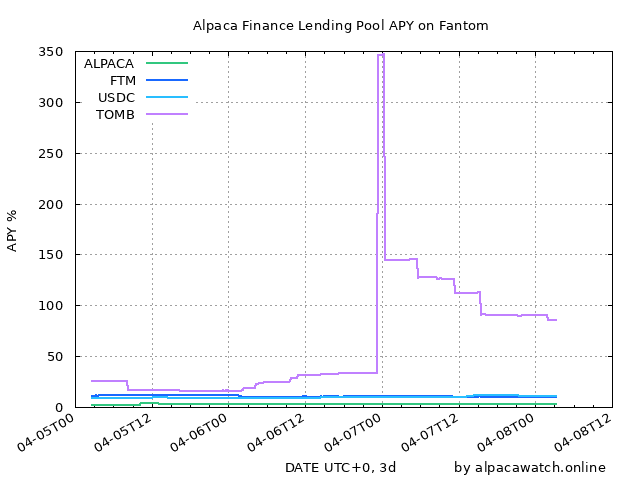 Alpaca Finance Lending Pool APY on Fantom
ALPACA
FTM
USDC
TOMB
APY %
350
300
250
200
150
100
50
0
04-05T00
04-05T12
04-06T00
04-06T12
04-07T00
04-07T12
04-08T00
04-08T12
DATE UTC+0, 3d
by alpacawatch.online